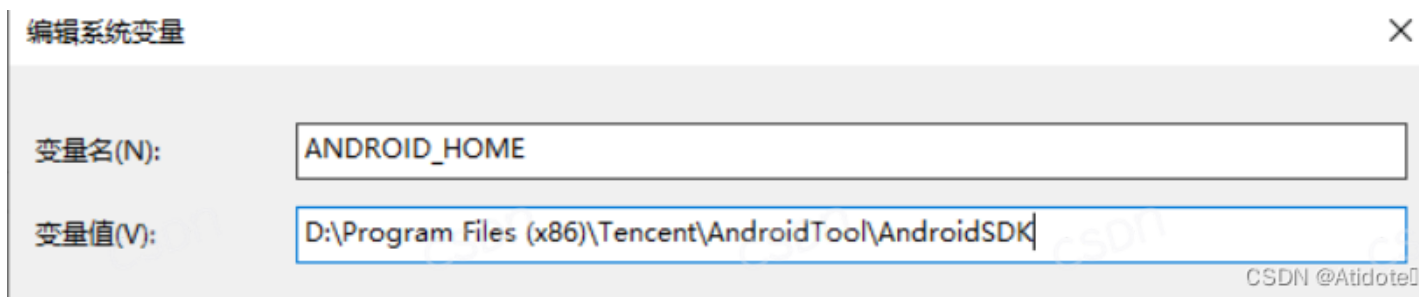 编辑系统变量
变量名(N):
ANDROID_HOME
变量值(V):
D:\Program Files (x86)\Tencent\AndroidTool\AndroidSDK
CSDN @Atidote